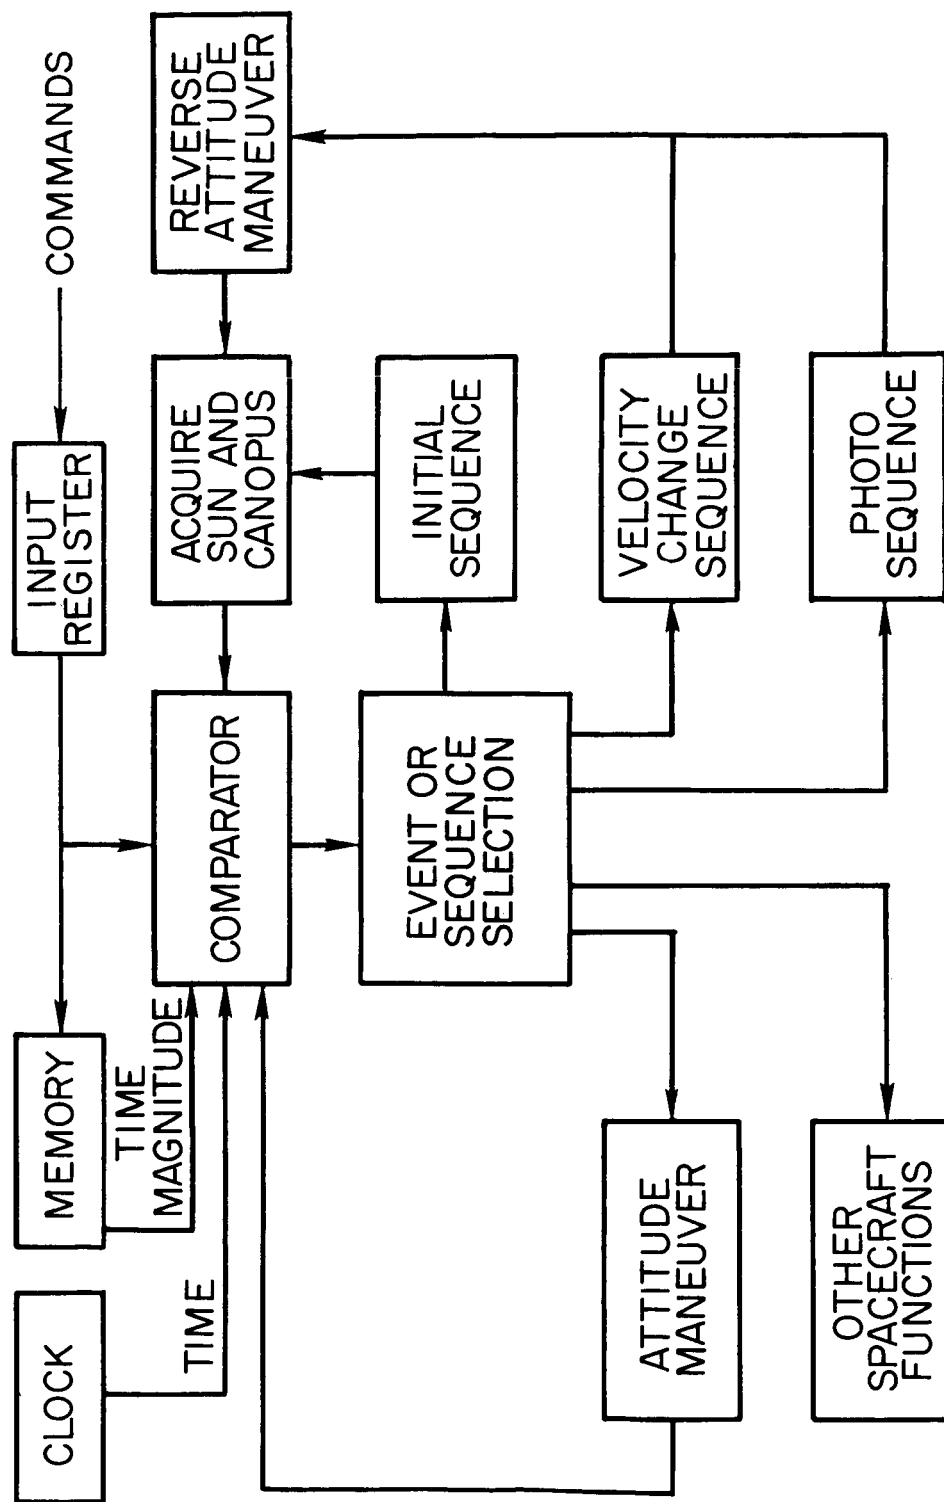 CLOCK
MEMORY
INPUT
REGISTER
COMMANDS
TIME
TIME
MAGNITUDE
COMPARATOR
ACQUIRE
SUN AND
CANOPUS
REVERSE
ATTITUDE
MANEUVER
EVENT OR
SEQUENCE
SELECTION
INITIAL
SEQUENCE
ATTITUDE
MANEUVER
VELOCITY
CHANGE
SEQUENCE
OTHER
SPACECRAFT
FUNCTIONS
PHOTO
SEQUENCE